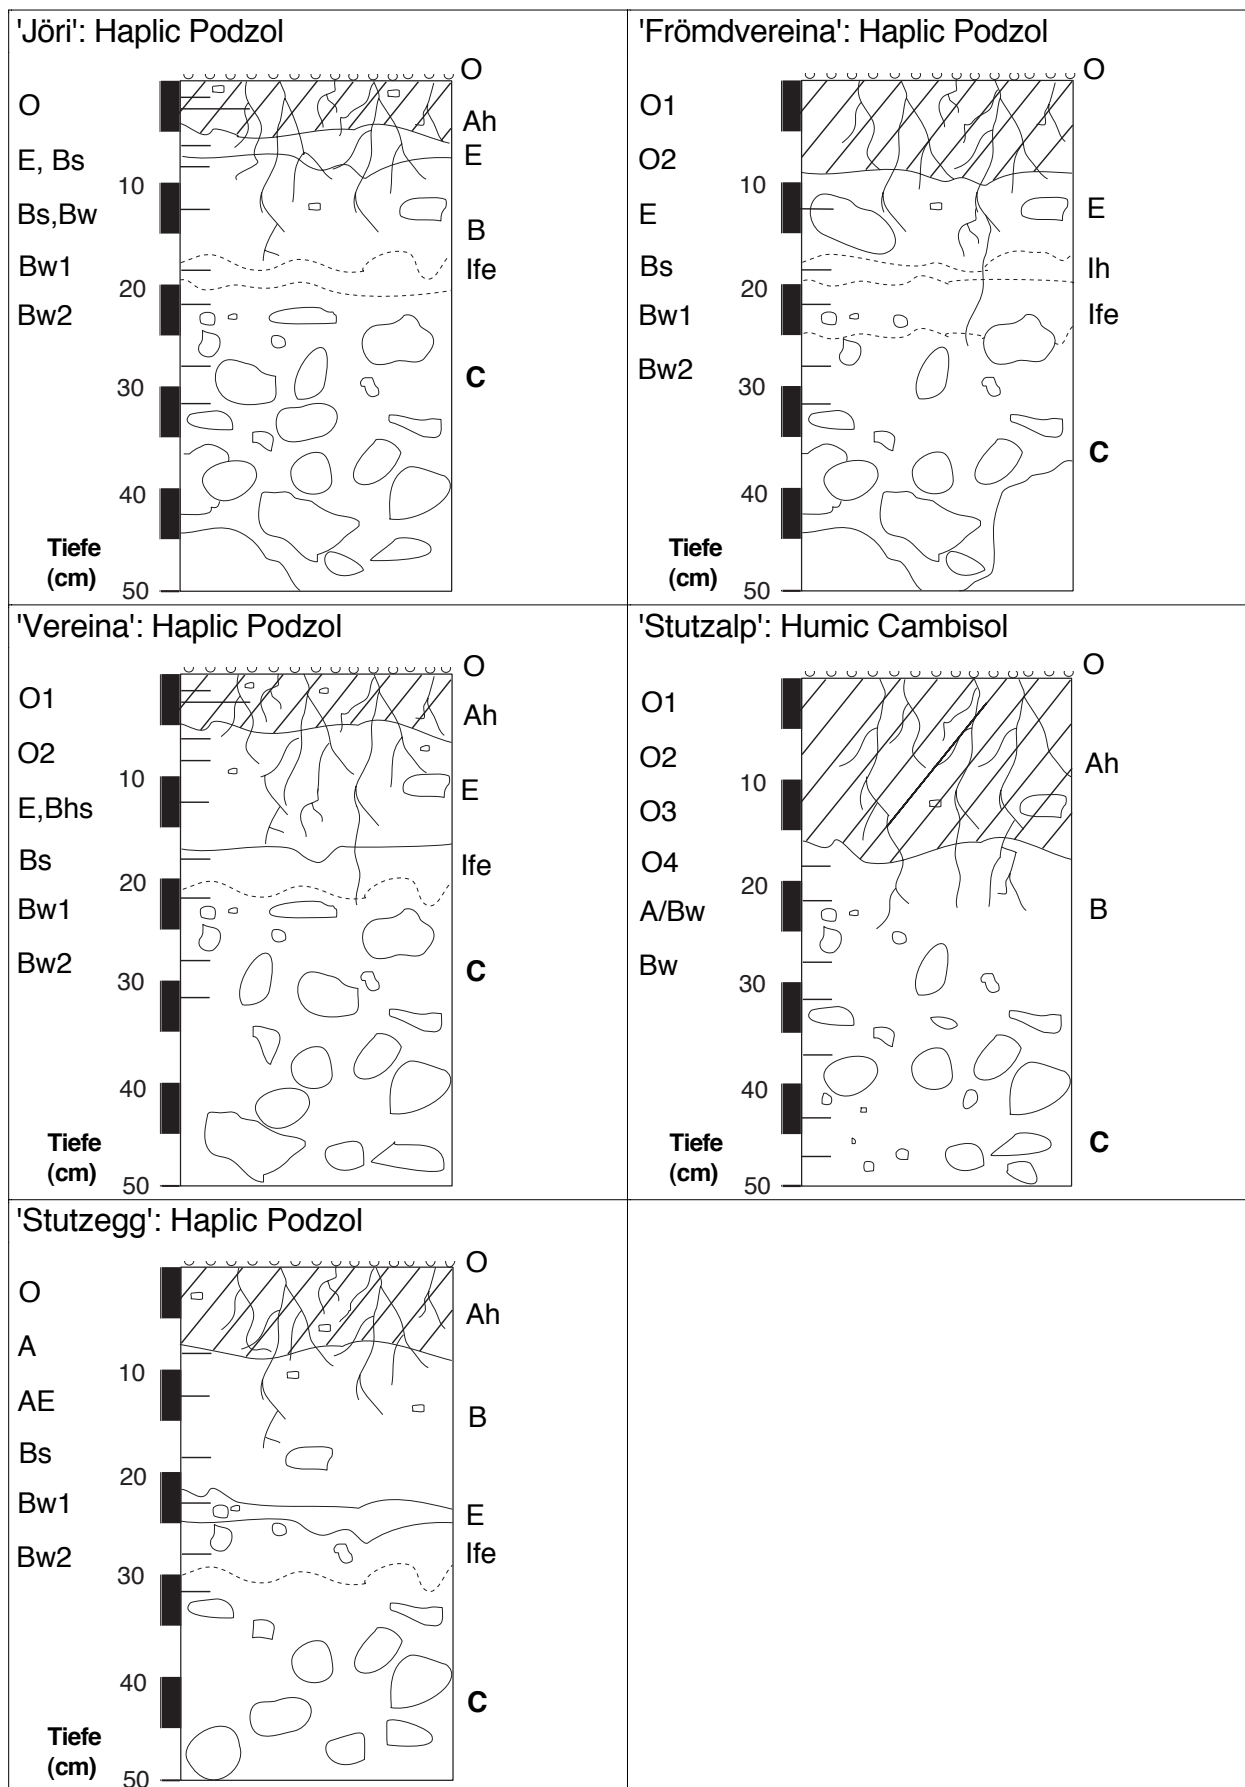 'Jöri': Haplic Podzol
O
O
Ah
E, Bs
E
10
Bs,Bw
B
Bw1
Ife
20
Bw2
30
C
40
Tiefe
(cm)
50
'Frömdvereina': Haplic Podzol
O
O1
O2
10
E
E
Bs
Ih
20
Bw1
Ife
Bw2
30
C
40
Tiefe
(cm)
50
'Vereina': Haplic Podzol
O
O1
Ah
O2
10
E
E,Bhs
Bs
Ife
20
Bw1
Bw2
C
30
40
Tiefe
(cm)
50
'Stutzalp': Humic Cambisol
O
O1
O2
Ah
10
O3
O4
20
A/Bw
B
Bw
30
40
Tiefe
C
(cm)
50
'Stutzegg': Haplic Podzol
O
O
Ah
A
10
AE
B
Bs
20
Bw1
E
Bw2
Ife
30
40
C
Tiefe
(cm)
50